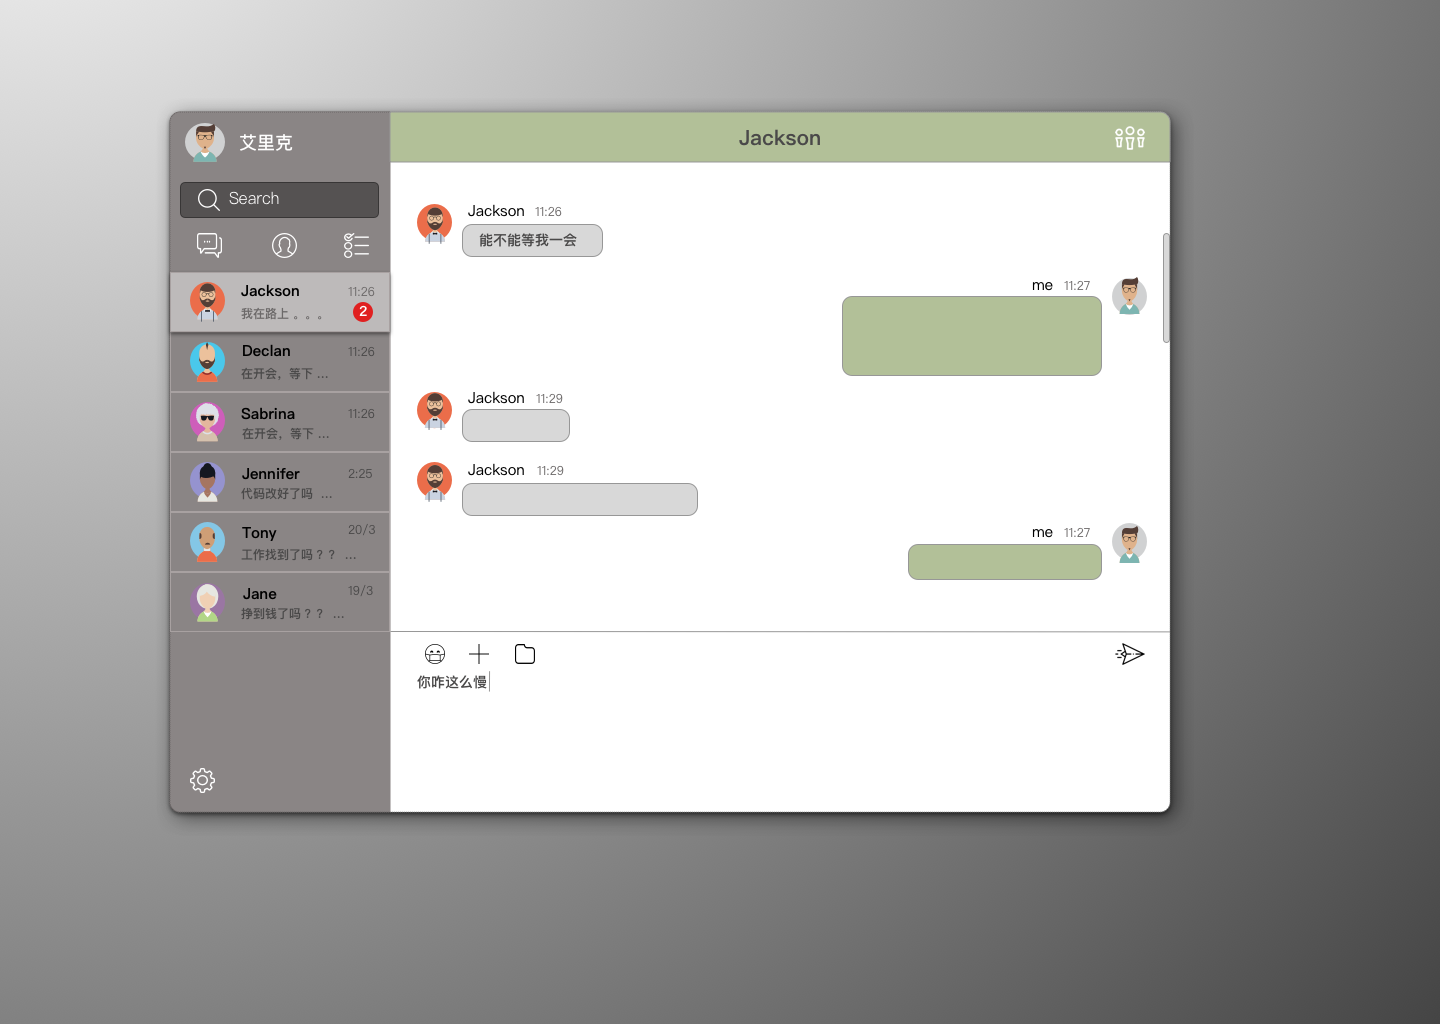 艾里克
Search
Jackson 11:26
我在路上。。。 2
Declan 11:26
在开会，等下 ...
Sabrina 11:26
在开会，等下 ...
Jennifer 2:25
代码改好了吗 ...
Tony 20/3
工作找到了吗？？ ...
Jane 19/3
挣到钱了吗？？ ...
Jackson
Jackson 11:26
能不能等我一会
me 11:27
Jackson 11:29
Jackson 11:29
me 11:27
你咋这么慢